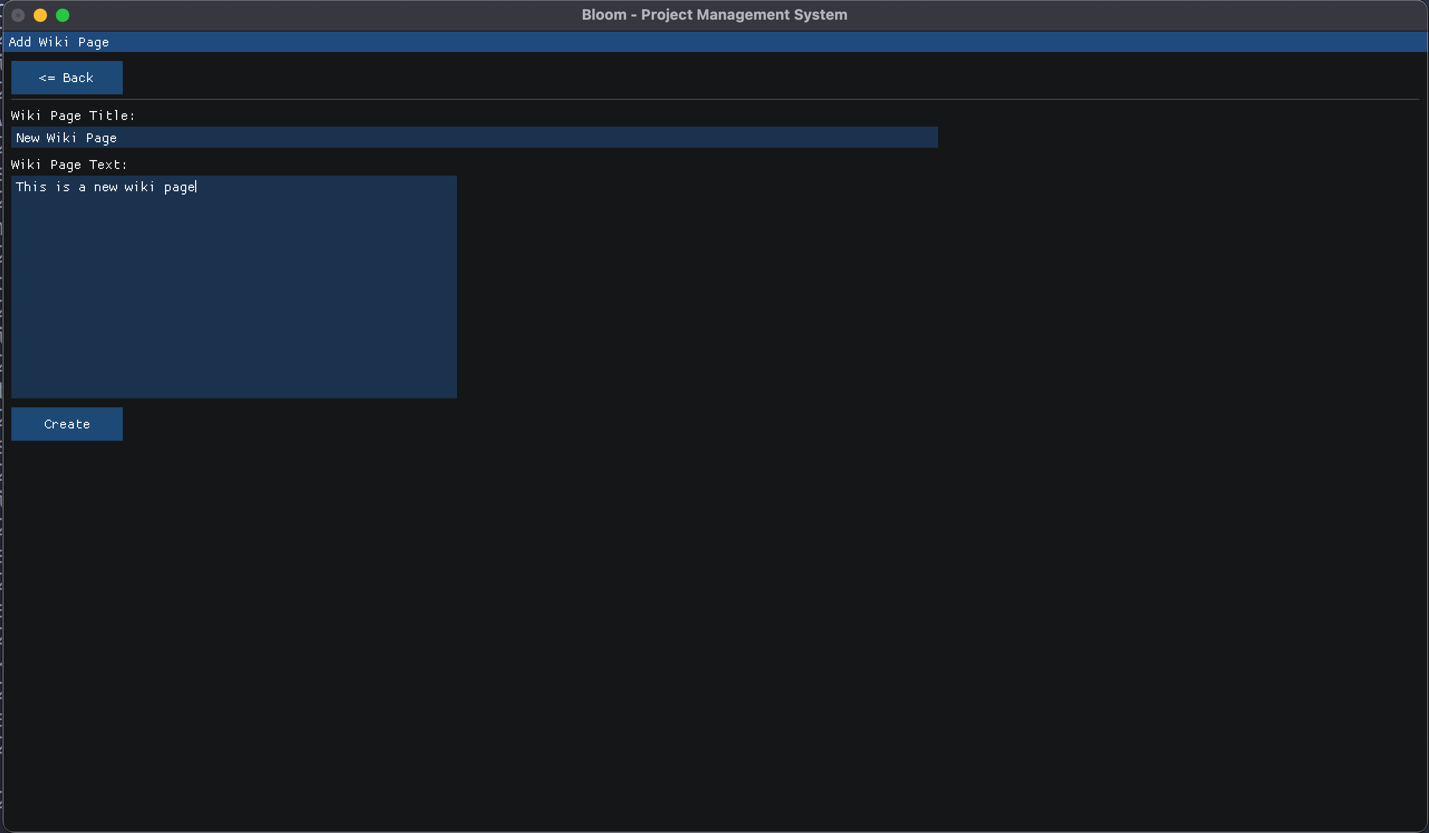 Bloom - Project Management System
Add Wiki Page
<= Back
Wiki Page Title:
New Wiki Page
Wiki Page Text:
This is a new wiki page
Create